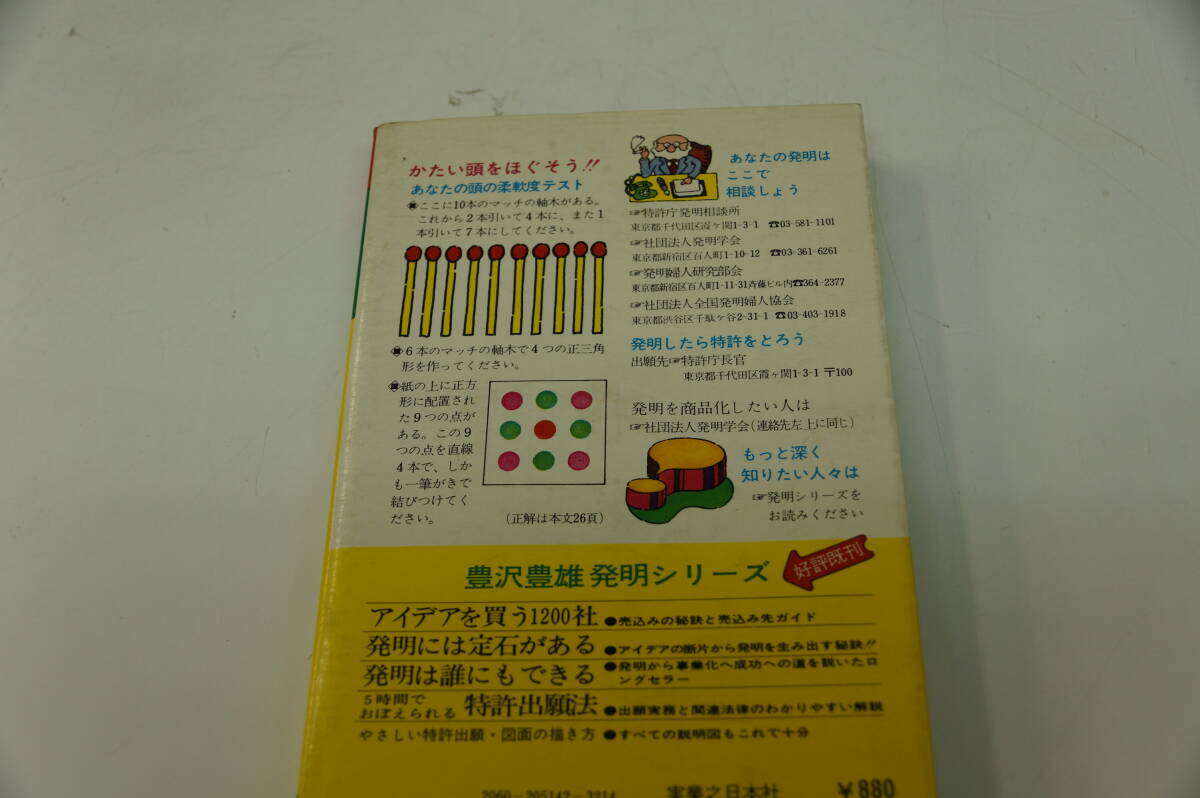 かたい頭をほぐそう!!
あなたの頭の柔軟度テスト
ここに10本のマッチの軸木がある。
これから2本引いて4本に、また1
本引いて7本にしてください。
6本のマッチの軸木で4つの正三角
形を作ってください。
紙の上に正方
形に配置され
た9つの点が
ある。この9
つの点を直線
4本で、しか
も一筆がきで
結びつけてく
ださい。
(正解は本文26頁)
あなたの発明は
ここで
相談しょう
☞特許庁発明相談所
東京都千代田区霞ケ関1-3-1 ☎03-581-1101
☞社団法人発明学会
東京都新宿区百人町1-10-12 ☎03-361-6261
☞発明婦人研究部会
東京都新宿区百人町1-11-31斉藤ビル内☎364-2377
☞社団法人全国発明婦人協会
東京都渋谷区千駄ケ谷2-31-1 ☎03-403-1918
発明したら特許をとろう
出願先☞特許庁長官
東京都千代田区霞ヶ関1-3-1 〒100
発明を商品化したい人は
☞社団法人発明学会(連絡先左上に同じ)
もっと深く
知りたい人々は
☞発明シリーズを
お読みください
豊沢豊雄発明シリーズ
好評既刊
アイデアを買う1200社 ●売込みの秘訣と売込み先ガイド
発明には定石がある ●アイデアの断片から発明を生み出す秘訣!!
発明は誰にもできる ●発明から事業化へ成功への道を説いたロ
ングセラー
5時間で
おぼえられる 特許出願法 ●出願実務と関連法律のわかりやすい解説
やさしい特許出願・図面の描き方 ●すべての説明図もこれで十分
2060-205142-3214 実業之日本社 ￥880